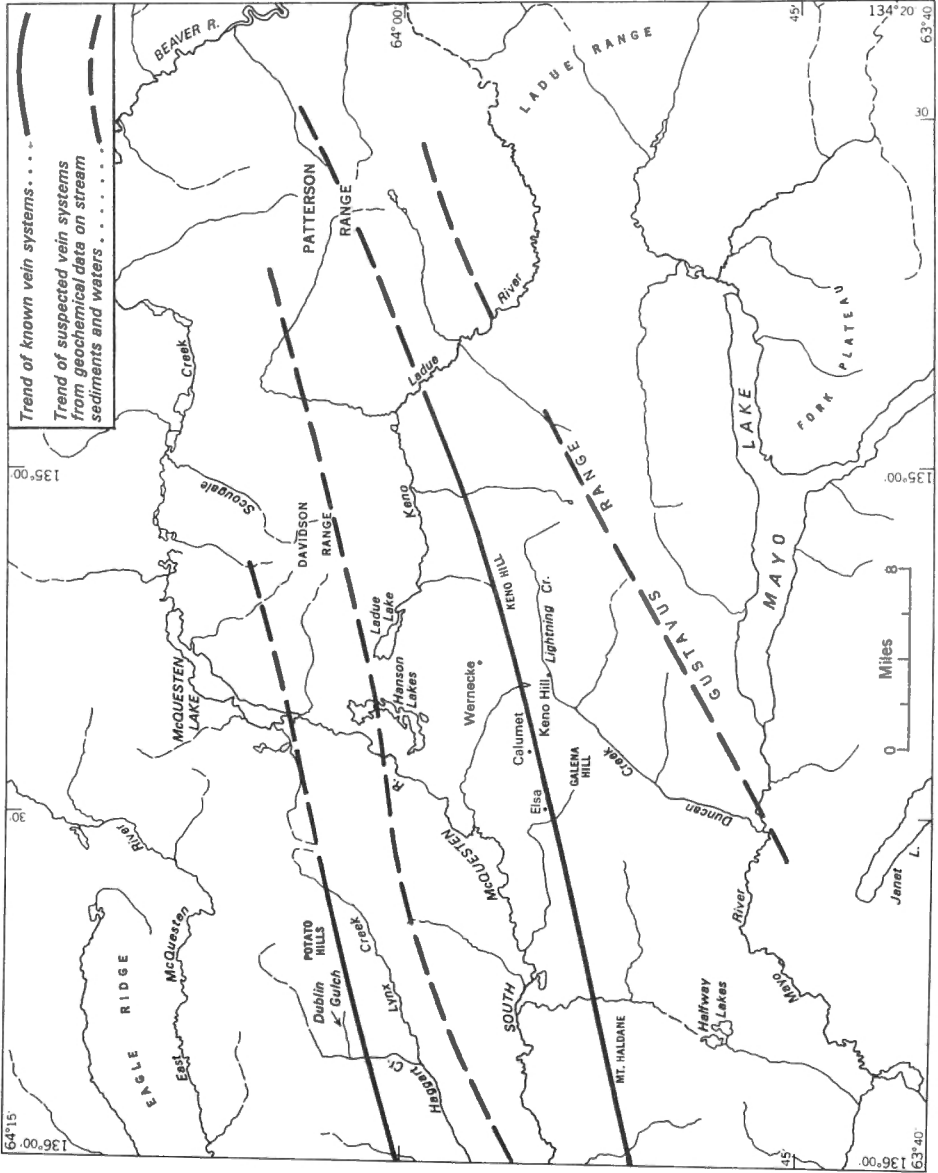 Trend of known vein systems . . . .
Trend of suspected vein systems
from geochemical data on stream
sediments and waters . . . . . . . .
64°15'
136°00'
30'
135°00'
BEAVER R.
64°00'
45'
134°20'
63°40'
30
LADUE RANGE
EAGLE RIDGE
East McQuesten River
McQUESTEN
LAKE
Scougale
Creek
PATTERSON
RANGE
DAVIDSON
RANGE
POTATO
HILLS
Dublin
Gulch
Haggart Cr.
Lynx Creek
Ladue
Lake
Hanson
Lakes
Keno
Ladue
River
SOUTH McQUESTEN R.
Wernecke
Calumet
Elsa
Keno Hill
KENO HILL
Lightning Cr.
GALENA
HILL
Duncan Creek
GUSTAVUS RANGE
MT. HALDANE
Halfway
Lakes
Mayo River
MAYO LAKE
FORK PLATEAU
Janet L.
0
8
Miles
45'
136°00'
63°40'
135°00'